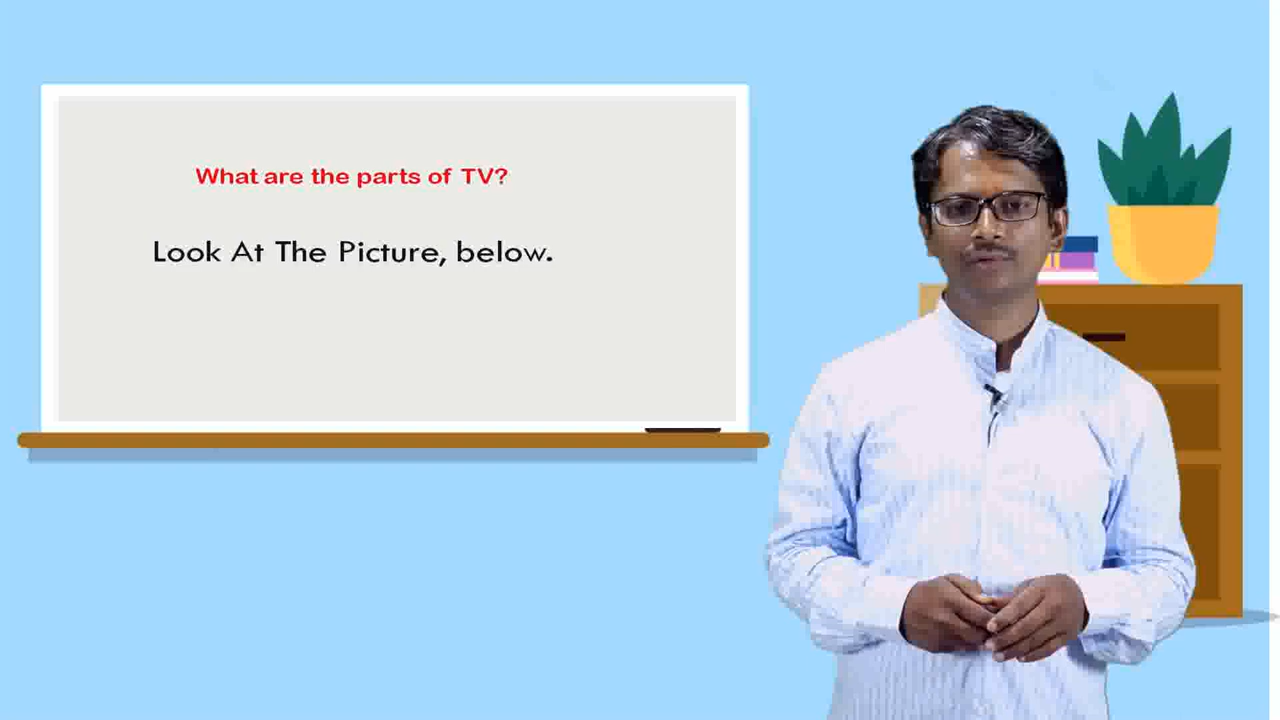 What are the parts of TV?
Look At The Picture, below.